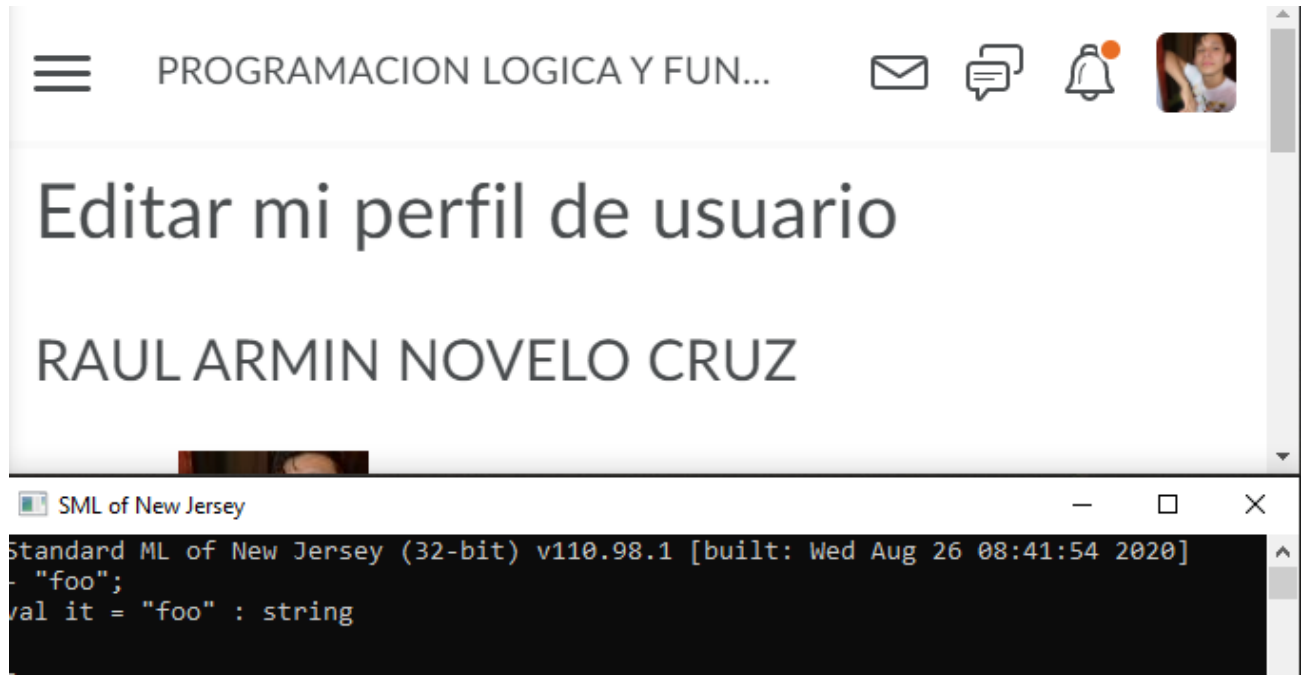 PROGRAMACION LOGICA Y FUN...
Editar mi perfil de usuario
RAUL ARMIN NOVELO CRUZ
SML of New Jersey
Standard ML of New Jersey (32-bit) v110.98.1 [built: Wed Aug 26 08:41:54 2020]
- "foo";
val it = "foo" : string